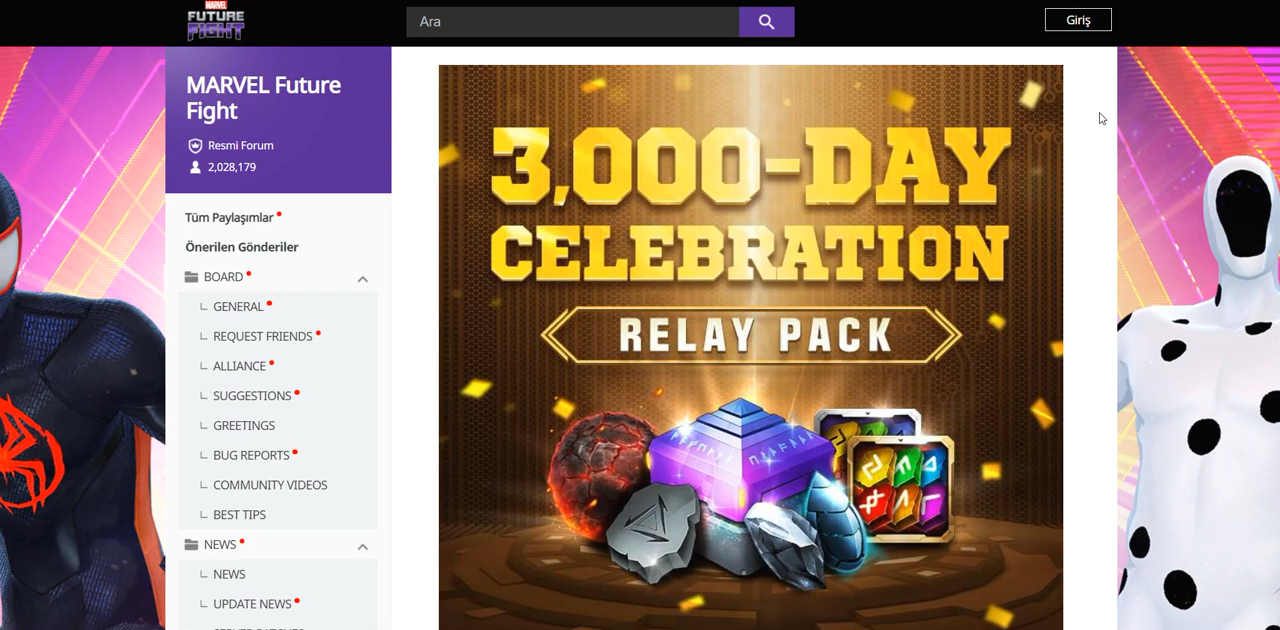 MARVEL
FUTURE
FIGHT
Ara
Giriş
MARVEL Future
Fight
Resmi Forum
2,028,179
Tüm Paylaşımlar
Önerilen Gönderiler
BOARD
GENERAL
REQUEST FRIENDS
ALLIANCE
SUGGESTIONS
GREETINGS
BUG REPORTS
COMMUNITY VIDEOS
BEST TIPS
NEWS
NEWS
UPDATE NEWS
3,000-DAY
CELEBRATION
RELAY PACK